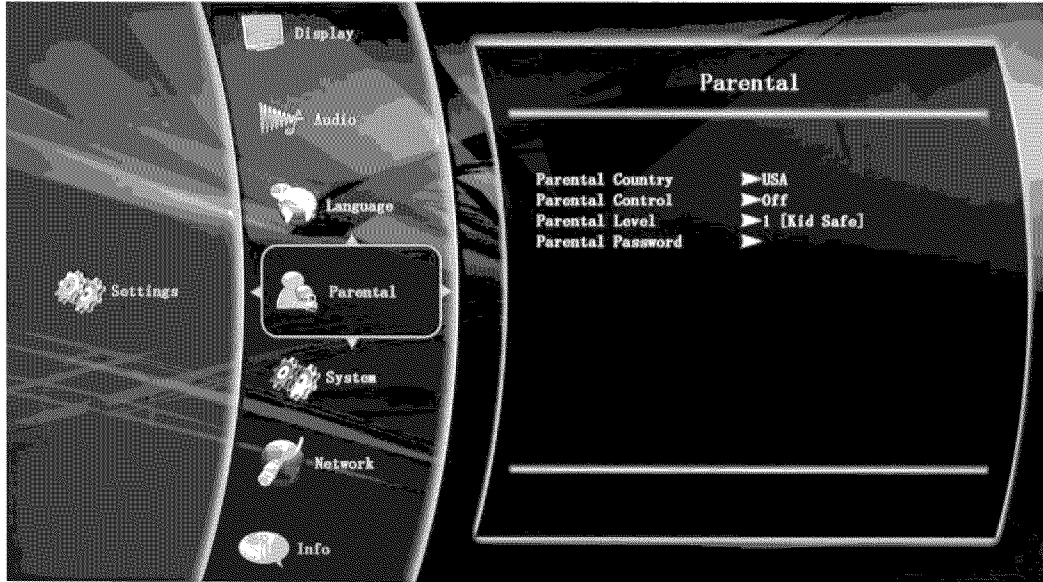 Settings
Display
Audio
Language
Parental
System
Network
Info
Parental
Parental Country USA
Parental Control Off
Parental Level 1 [Kid Safe]
Parental Password